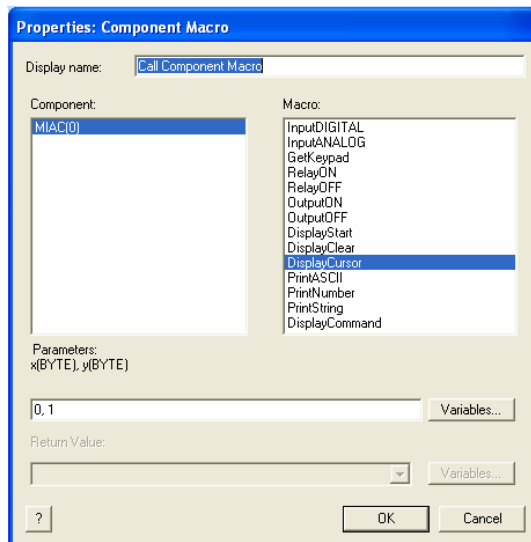 Properties: Component Macro
Display name:
Call Component Macro
Component:
Macro:
MIAC(0)
InputDIGITAL
InputANALOG
GetKeypad
RelayON
RelayOFF
OutputON
OutputOFF
DisplayStart
DisplayClear
DisplayCursor
PrintASCII
PrintNumber
PrintString
DisplayCommand
Parameters:
x(BYTE), y(BYTE)
0, 1
Variables...
Return Value:
Variables...
?
OK
Cancel